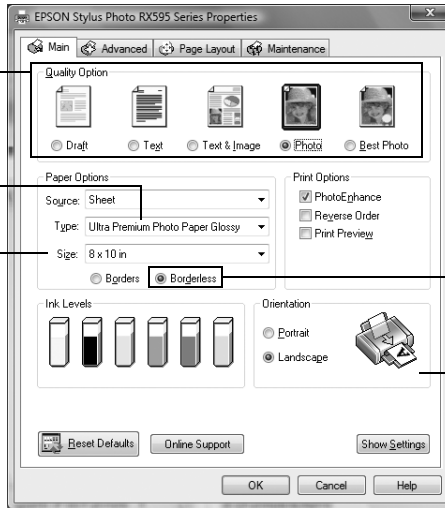 EPSON Stylus Photo RX595 Series Properties
Main Advanced Page Layout Maintenance
Quality Option
Draft Text Text & Image Photo Best Photo
Paper Options
Source: Sheet
Type: Ultra Premium Photo Paper Glossy
Size: 8 x 10 in
Borders Borderless
Print Options
PhotoEnhance
Reverse Order
Print Preview
Ink Levels
Orientation
Portrait
Landscape
Reset Defaults Online Support Show Settings
OK Cancel Help